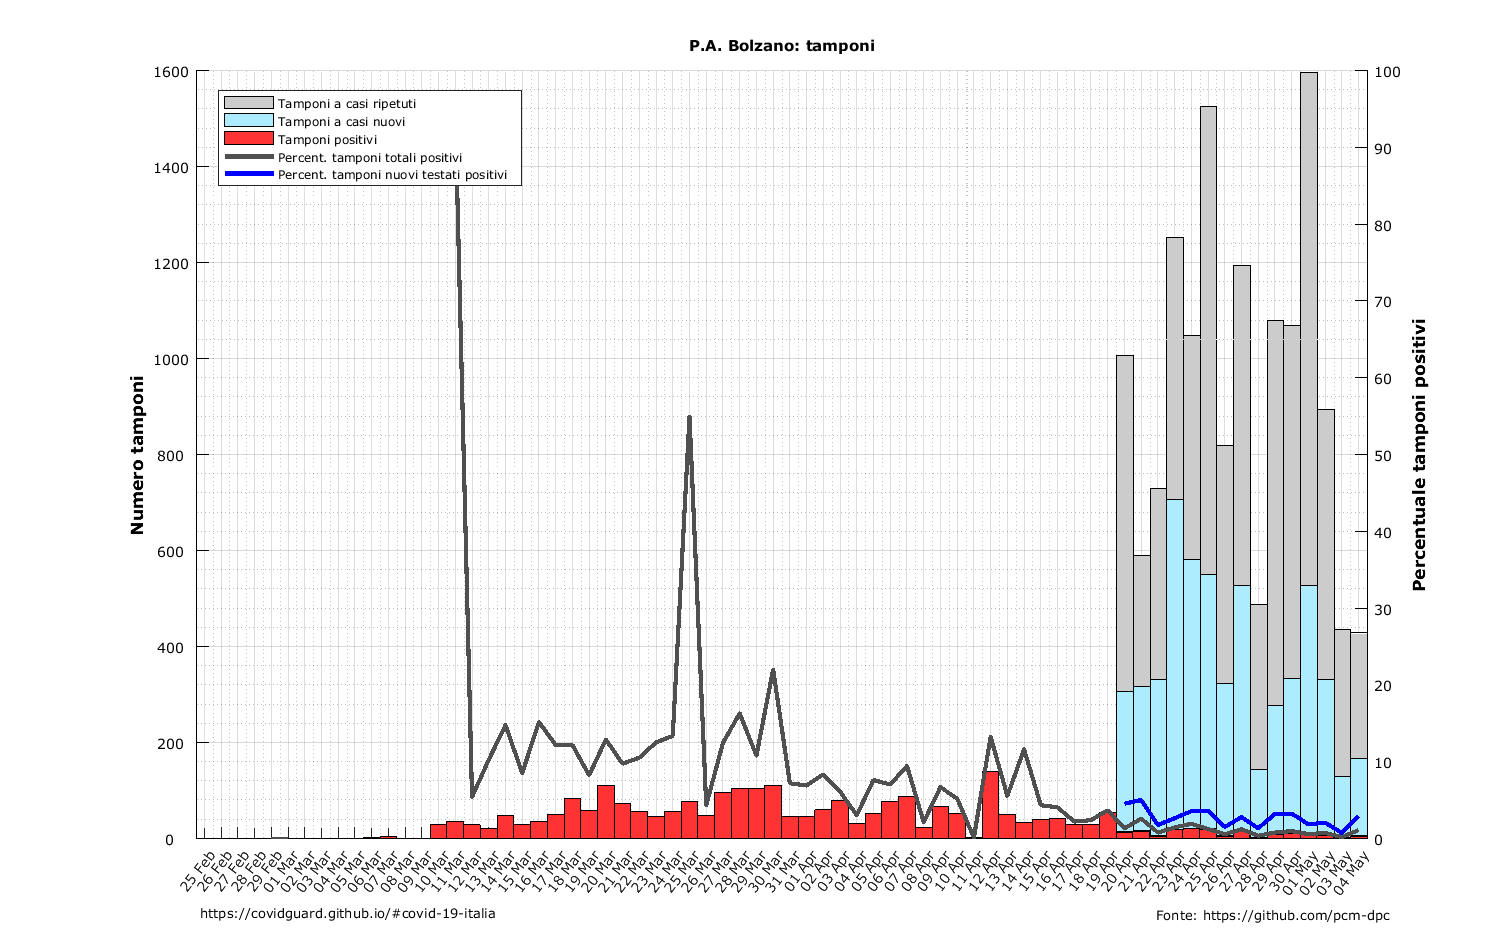 P.A. Bolzano: tamponi
1600
1400
1200
1000
800
600
400
200
0
Numero tamponi
Tamponi a casi ripetuti
Tamponi a casi nuovi
Tamponi positivi
Percent. tamponi totali positivi
Percent. tamponi nuovi testati positivi
100
90
80
70
60
50
40
30
20
10
0
Percentuale tamponi positivi
25 Feb
26 Feb
27 Feb
28 Feb
29 Feb
01 Mar
02 Mar
03 Mar
04 Mar
05 Mar
06 Mar
07 Mar
08 Mar
09 Mar
10 Mar
11 Mar
12 Mar
13 Mar
14 Mar
15 Mar
16 Mar
17 Mar
18 Mar
19 Mar
20 Mar
21 Mar
22 Mar
23 Mar
24 Mar
25 Mar
26 Mar
27 Mar
28 Mar
29 Mar
30 Mar
31 Mar
01 Apr
02 Apr
03 Apr
04 Apr
05 Apr
06 Apr
07 Apr
08 Apr
09 Apr
10 Apr
11 Apr
12 Apr
13 Apr
14 Apr
15 Apr
16 Apr
17 Apr
18 Apr
19 Apr
20 Apr
21 Apr
22 Apr
23 Apr
24 Apr
25 Apr
26 Apr
27 Apr
28 Apr
29 Apr
30 Apr
01 May
02 May
03 May
04 May
https://covidguard.github.io/#covid-19-italia
Fonte: https://github.com/pcm-dpc